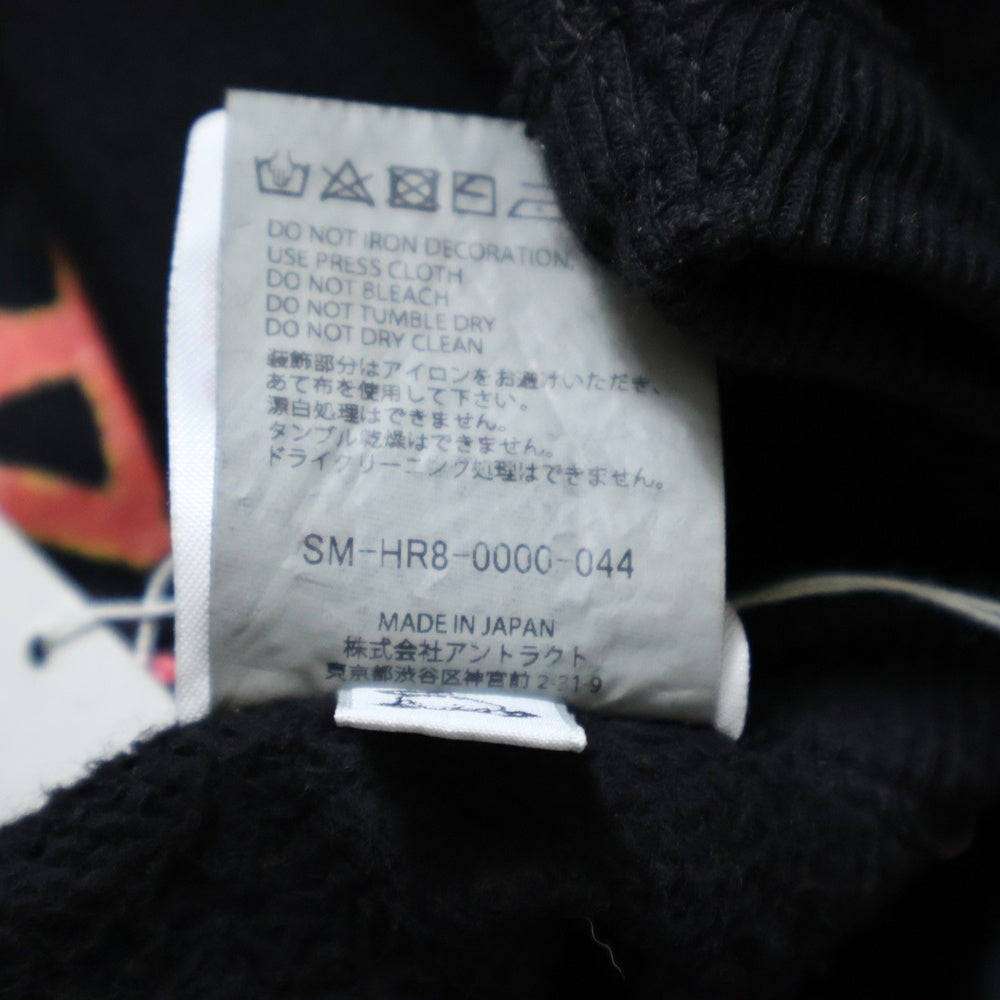 DO NOT IRON DECORATION.
USE PRESS CLOTH
DO NOT BLEACH
DO NOT TUMBLE DRY
DO NOT DRY CLEAN
装飾部分はアイロンをお避けいただき、
あて布を使用して下さい。
漂白処理はできません。
タンブル乾燥はできません。
ドライクリーニング処理はできません。
SM-HR8-0000-044
MADE IN JAPAN
株式会社アントラクト
東京都渋谷区神宮前 2-31-9